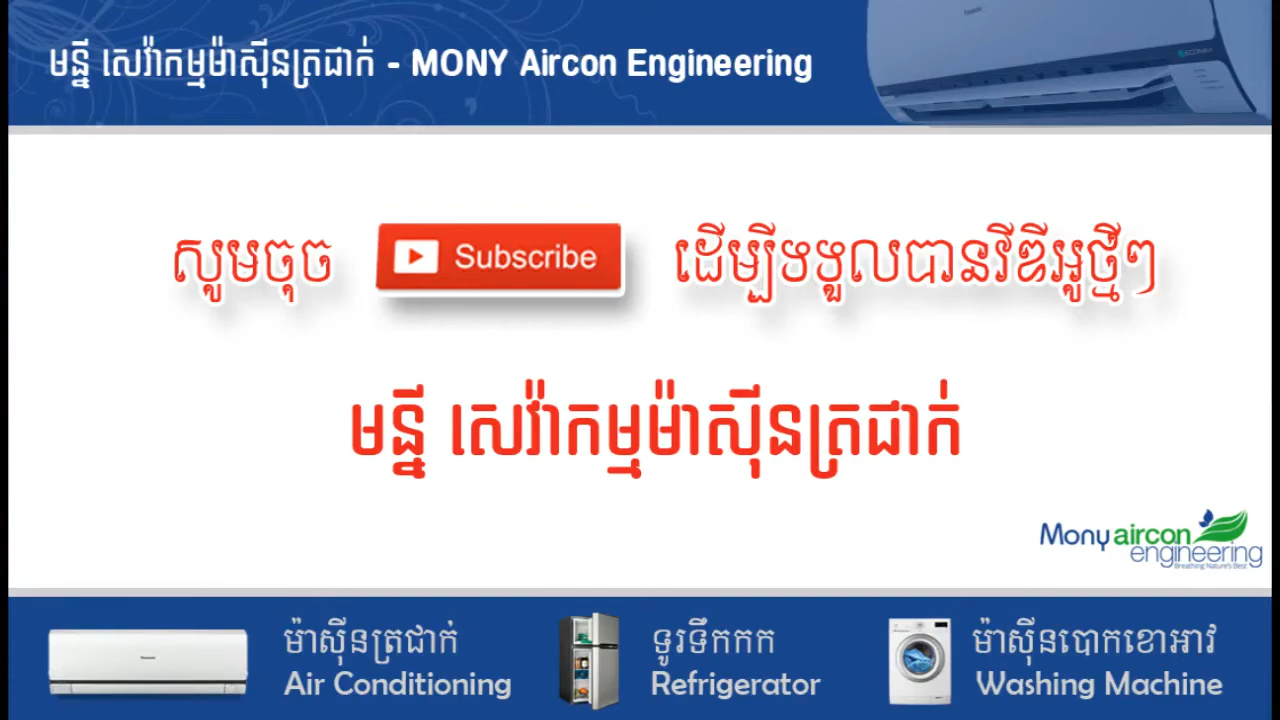 មន្នី សេវ៉ាកម្មម៉ាស៊ីនត្រជាក់ - MONY Aircon Engineering
សូមចុច Subscribe ដើម្បីទទួលបានវីឌីអូថ្មីៗ
មន្នី សេវ៉ាកម្មម៉ាស៊ីនត្រជាក់
Mony aircon
engineering
Breathing Nature's Best
ម៉ាស៊ីនត្រជាក់
Air Conditioning
ទូរទឹកកក
Refrigerator
ម៉ាស៊ីនបោកខោអាវ
Washing Machine